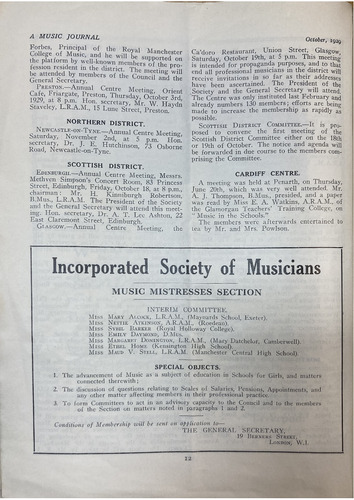 A MUSIC JOURNAL
October, 1929
Forbes, Principal of the Royal Manchester
College of Music, and he will be supported on
the platform by well-known members of the pro-
fession resident in the district. The meeting will
be attended by members of the Council and the
General Secretary.
PRESTON.—Annual Centre Meeting, Orient
Café, Friargate, Preston, Thursday, October 3rd,
1929, at 8 p.m. Hon. secretary, Mr. W. Haydn
Staveley, L.R.A.M., 15 Lune Street, Preston.
NORTHERN DISTRICT.
NEWCASTLE-ON-TYNE.—Annual Centre Meeting,
Saturday, November 2nd, at 5 p.m. Hon.
secretary, Dr. J. E. Hutchinson, 73 Osborne
Road, Newcastle-on-Tyne.
SCOTTISH DISTRICT.
EDINBURGH.—Annual Centre Meeting, Messrs.
Methven Simpson's Concert Room, 83 Princes
Street, Edinburgh, Friday, October 18, 8 p.m.,
chairman: Mr. H. Kinniburgh Robertson,
B.Mus., L.R.A.M. The President of the Society
and the General Secretary will attend this meet-
ing. Hon. secretary, Dr. A. T. Lee Ashton, 22
East Claremont Street, Edinburgh.
GLASGOW.—Annual Centre Meeting, the
Ca'doro Restaurant, Union Street, Glasgow,
Saturday, October 19th, at 5 p.m. This meeting
is intended for propaganda purposes, and to that
end all professional musicians in the district will
receive invitations in so far as their addresses
have been ascertained. The President of the
Society and the General Secretary will attend.
The Centre was only instituted last February and
already numbers 130 members; efforts are being
made to increase the membership as rapidly as
possible.
SCOTTISH DISTRICT COMMITTEE.—It is pro-
posed to convene the first meeting of the
Scottish District Committee either on the 18th
or 19th of October. The notice and agenda will
be forwarded in due course to the members com-
prising the Committee.
CARDIFF CENTRE.
A meeting was held at Penarth, on Thursday,
June 20th, which was very well attended. Mr.
A. J. Thompson, B.Mus., presided, and a paper
was read by Miss E. A. Watkins, A.R.A.M., of
the Glamorgan Teachers' Training College, on
"Music in the Schools."
The members were afterwards entertained to
tea by Mr. and Mrs. Powlson.
Incorporated Society of Musicians
MUSIC MISTRESSES SECTION
INTERIM COMMITTEE.
MISS MARY ALCOCK, L.R.A.M., (Maynards School, Exeter).
MISS NETTIE ATKINSON, A.R.A.M. (Roedean).
MISS SYBIL BARKER (Royal Holloway College).
MISS EMILY DAYMOND, D.Mus.
MISS MARGARET DONINGTON, L.R.A.M. (Mary Datchelor, Camberwell).
MISS ETHEL HOME (Kensington High School).
MISS MAUD V. STELL, L.R.A.M. (Manchester Central High School).
SPECIAL OBJECTS.
1. The advancement of Music as a subject of education in Schools for Girls, and matters
connected therewith;
2. The discussion of questions relating to Scales of Salaries, Pensions, Appointments, and
any other matter affecting members in their professional practice.
3. To form Committees to act in an advisory capacity to the Council and to the members
of the Section on matters noted in paragraphs 1 and 2.
Conditions of Membership will be sent on application to—
THE GENERAL SECRETARY,
19 BERNERS STREET,
LONDON, W.1.
12